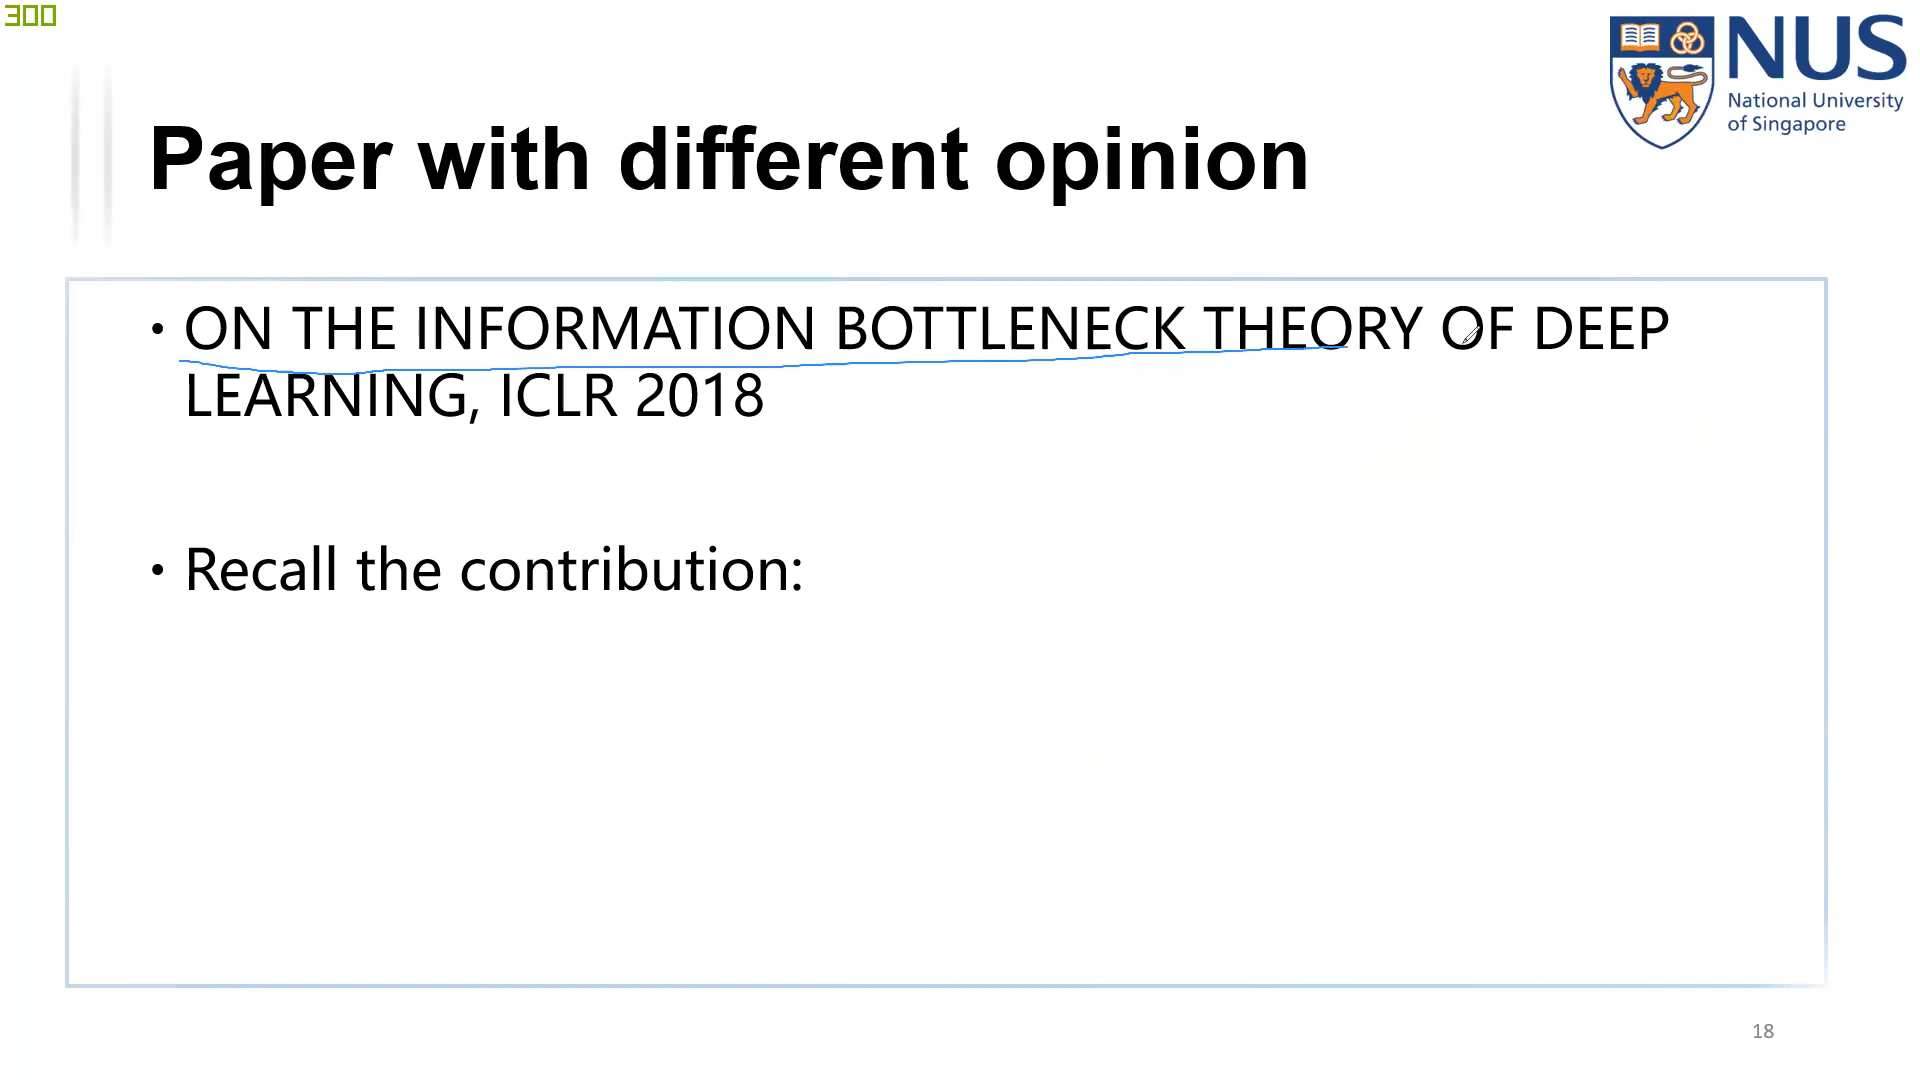 300
NUS
National University
of Singapore
Paper with different opinion
• ON THE INFORMATION BOTTLENECK THEORY OF DEEP
LEARNING, ICLR 2018
• Recall the contribution:
18